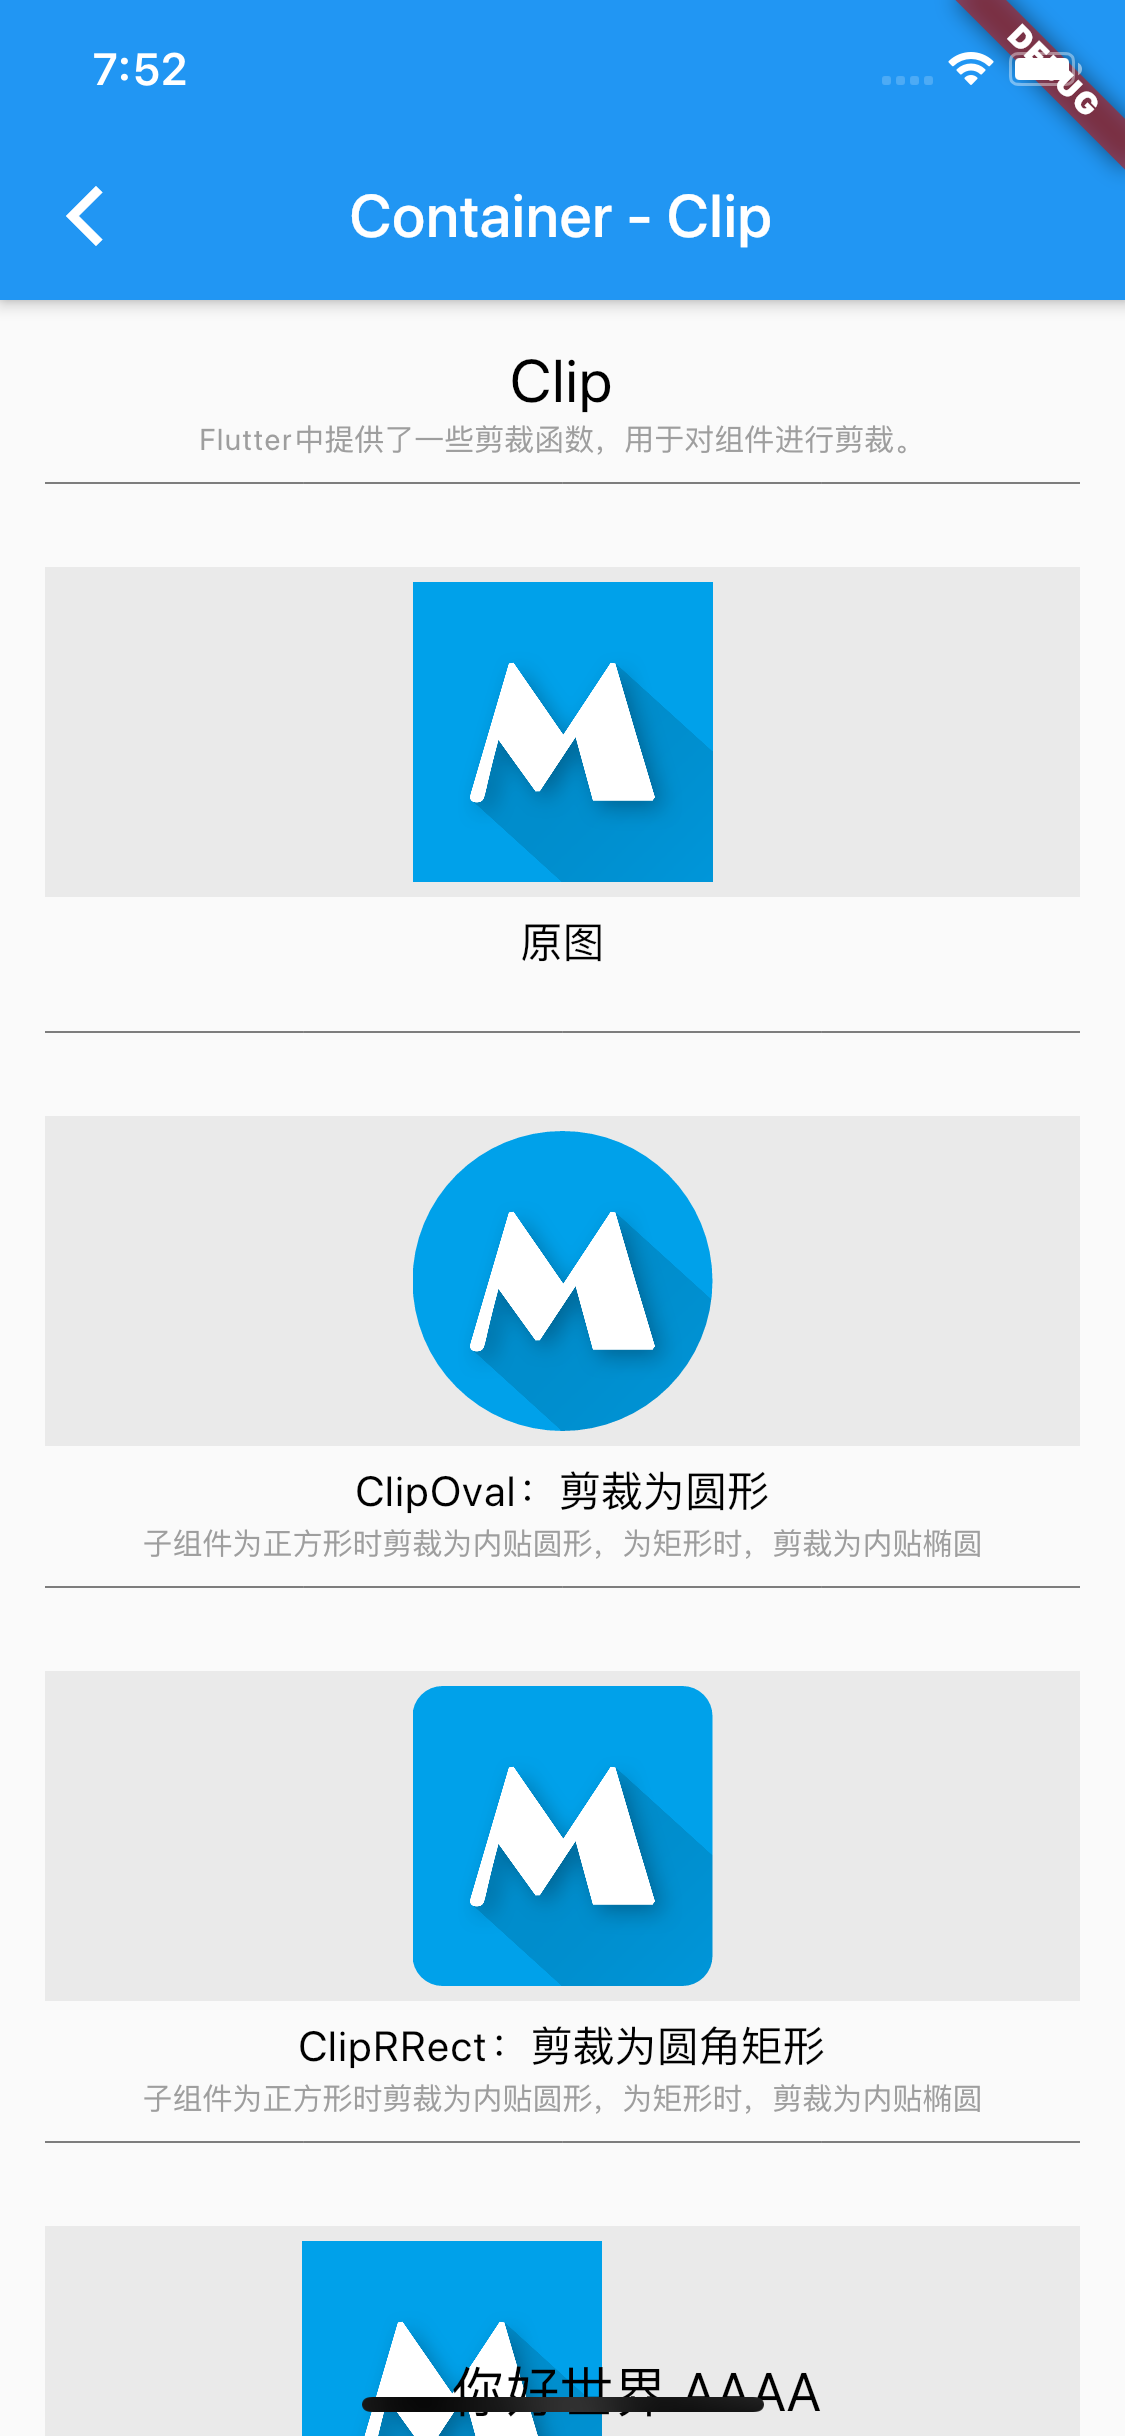 7:52
DEBUG
Container - Clip
Clip
Flutter中提供了一些剪裁函数，用于对组件进行剪裁。
M
原图
M
ClipOval：剪裁为圆形
子组件为正方形时剪裁为内贴圆形，为矩形时，剪裁为内贴椭圆
M
ClipRRect：剪裁为圆角矩形
子组件为正方形时剪裁为内贴圆形，为矩形时，剪裁为内贴椭圆
M
你好世界 AAAA